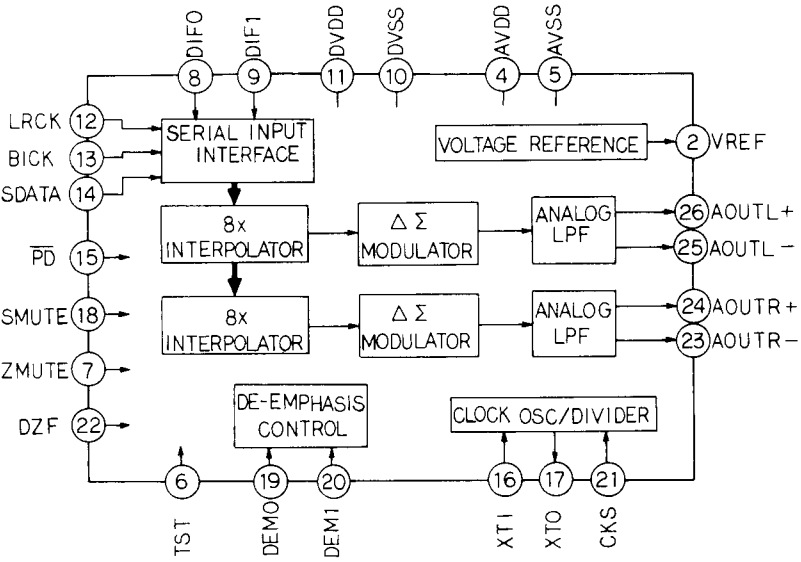 DIF0
DIF1
DVDD
DVSS
AVDD
AVSS
8
9
11
10
4
5
LRCK 12
BICK 13
SDATA 14
PD 15
SMUTE 18
ZMUTE 7
DZF 22
SERIAL INPUT
INTERFACE
VOLTAGE REFERENCE
2 VREF
8x
INTERPOLATOR
Δ Σ
MODULATOR
ANALOG
LPF
26 AOUTL+
25 AOUTL-
8x
INTERPOLATOR
Δ Σ
MODULATOR
ANALOG
LPF
24 AOUTR+
23 AOUTR-
DE-EMPHASIS
CONTROL
CLOCK OSC/DIVIDER
6
19
20
16
17
21
TST
DEM0
DEM1
XTI
XTO
CKS